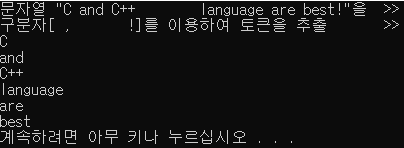 문자열 "C and C++        language are best!"을  >>
구분자[ ,       !]를 이용하여 토큰을 추출       >>
C
and
C++
language
are
best
계속하려면 아무 키나 누르십시오 . . .